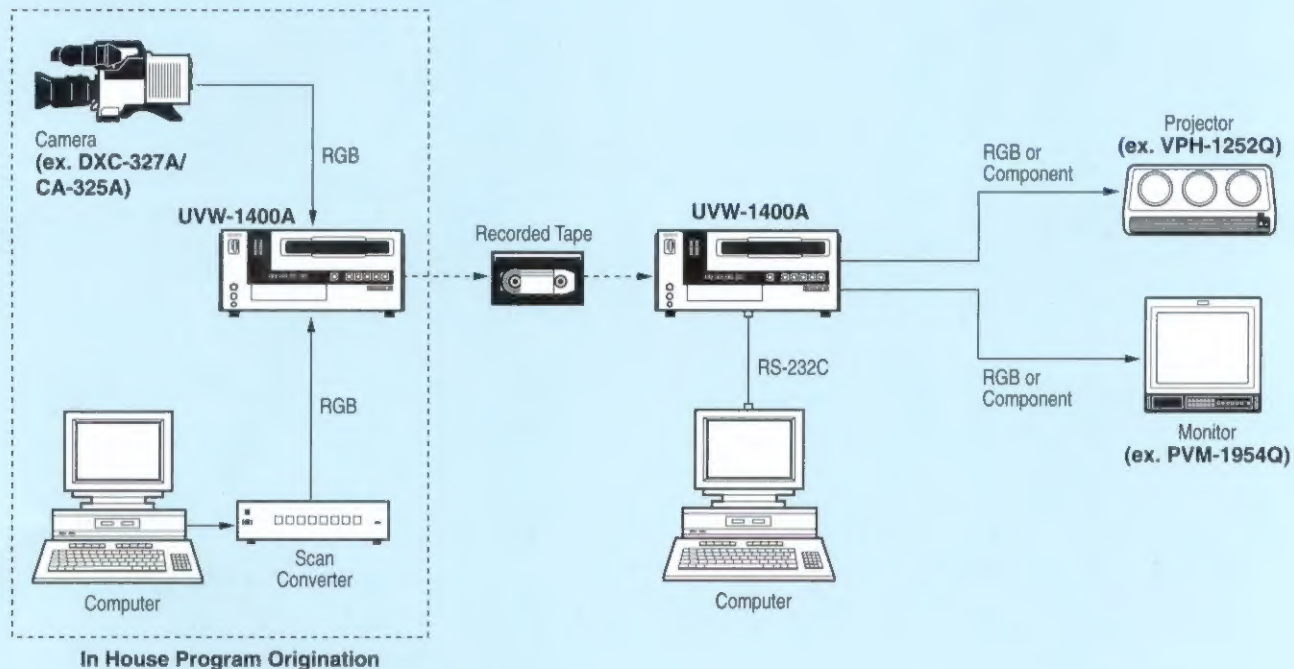 Camera
(ex. DXC-327A/
CA-325A)
RGB
UVW-1400A
RGB
Computer
Scan
Converter
In House Program Origination
Recorded Tape
UVW-1400A
RS-232C
Computer
RGB or
Component
Projector
(ex. VPH-1252Q)
RGB or
Component
Monitor
(ex. PVM-1954Q)